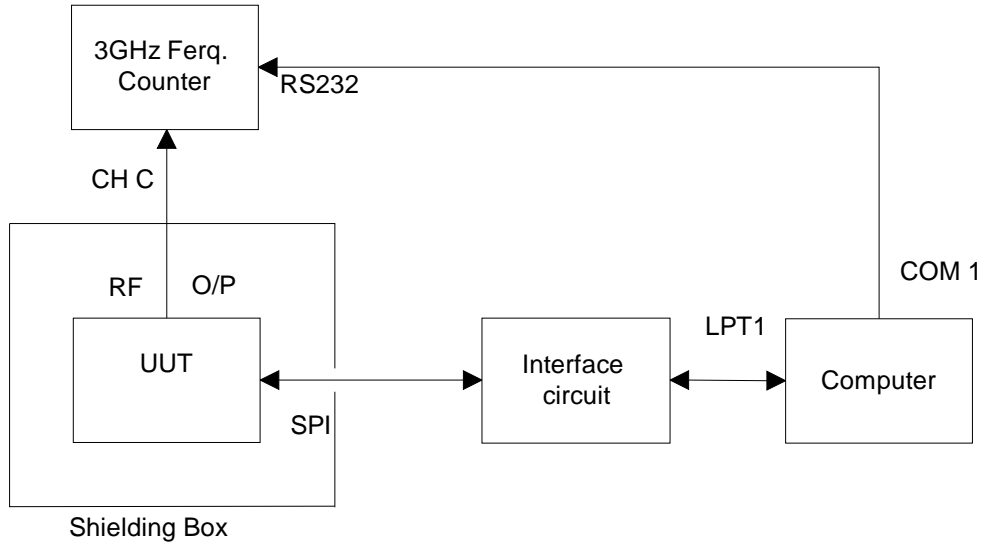 3GHz Ferq.
Counter
RS232
CH C
RF
O/P
COM 1
LPT1
UUT
Interface
circuit
Computer
SPI
Shielding Box